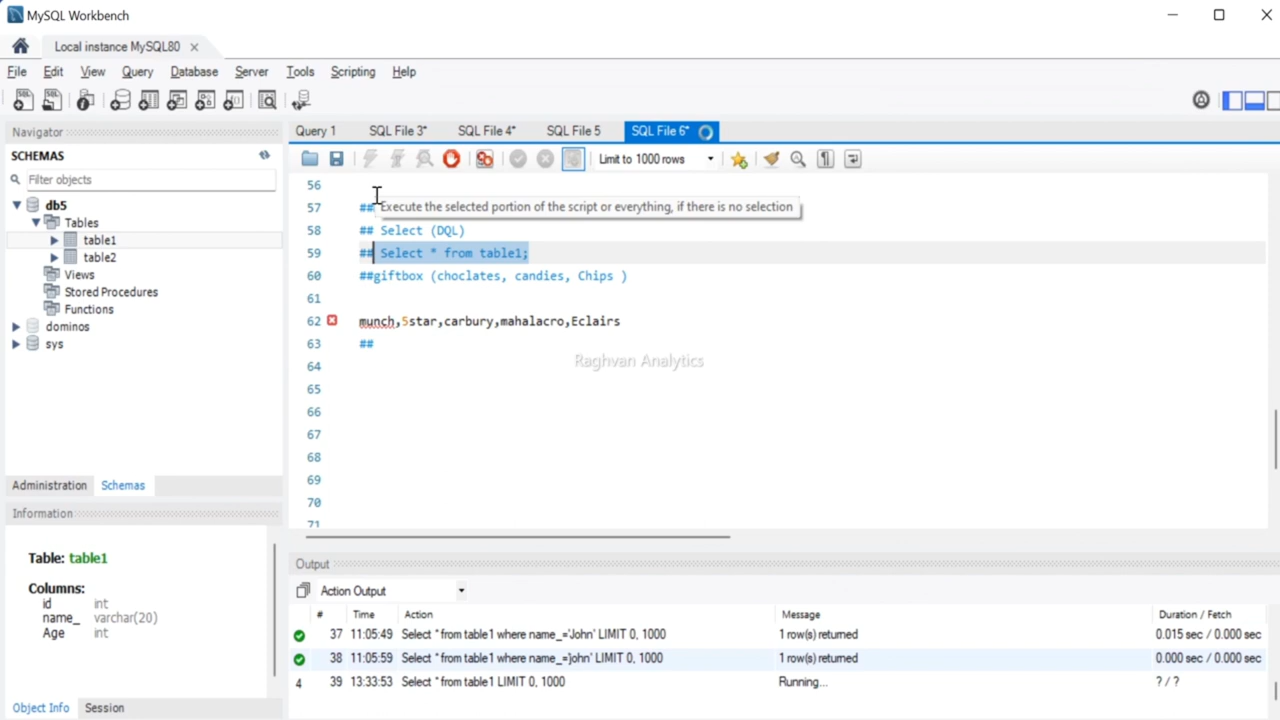 MySQL Workbench
Local instance MySQL80
File Edit View Query Database Server Tools Scripting Help
Navigator
SCHEMAS
Filter objects
db5
Tables
table1
table2
Views
Stored Procedures
Functions
dominos
sys
Administration Schemas
Information
Table: table1
Columns:
id int
name_ varchar(20)
Age int
Object Info Session
Query 1 SQL File 3* SQL File 4* SQL File 5 SQL File 6*
Limit to 1000 rows
56
57 ##
Execute the selected portion of the script or everything, if there is no selection
58 ## Select (DQL)
59 ## Select * from table1;
60 ##giftbox (choclates, candies, Chips )
61
62 munch,5star,carbury,mahalacro,Eclairs
63 ##
64
65
66
67
68
69
70
71
Raghvan Analytics
Output
Action Output
# Time Action Message Duration / Fetch
37 11:05:49 Select * from table1 where name_='John' LIMIT 0, 1000 1 row(s) returned 0.015 sec / 0.000 sec
38 11:05:59 Select * from table1 where name_='john' LIMIT 0, 1000 1 row(s) returned 0.000 sec / 0.000 sec
4 39 13:33:53 Select * from table1 LIMIT 0, 1000 Running... ? / ?